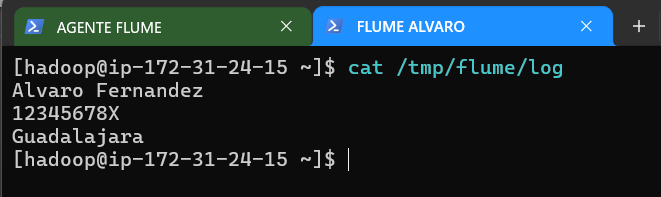 AGENTE FLUME
FLUME ALVARO
[hadoop@ip-172-31-24-15 ~]$ cat /tmp/flume/log
Alvaro Fernandez
12345678X
Guadalajara
[hadoop@ip-172-31-24-15 ~]$